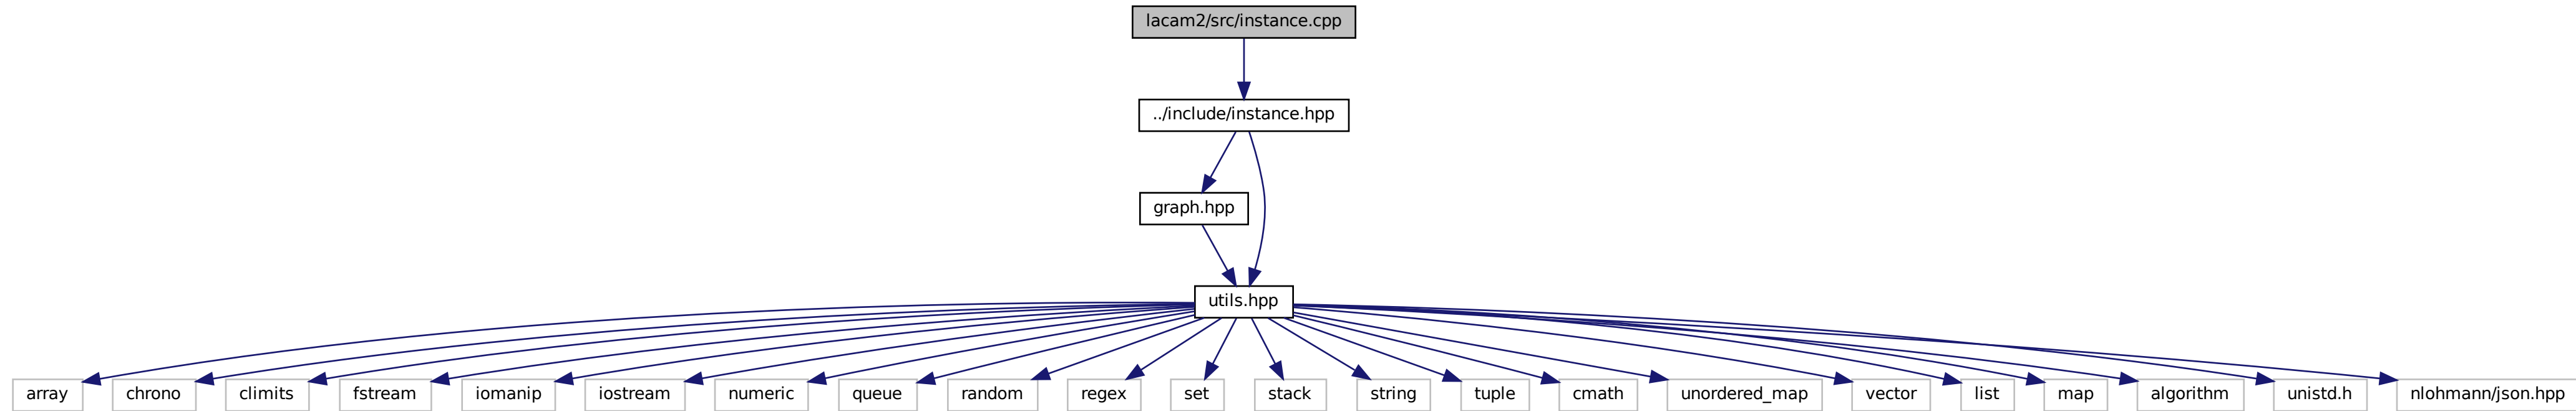 lacam2/src/instance.cpp
../include/instance.hpp
graph.hpp
utils.hpp
array
chrono
climits
fstream
iomanip
iostream
numeric
queue
random
regex
set
stack
string
tuple
cmath
unordered_map
vector
list
map
algorithm
unistd.h
nlohmann/json.hpp